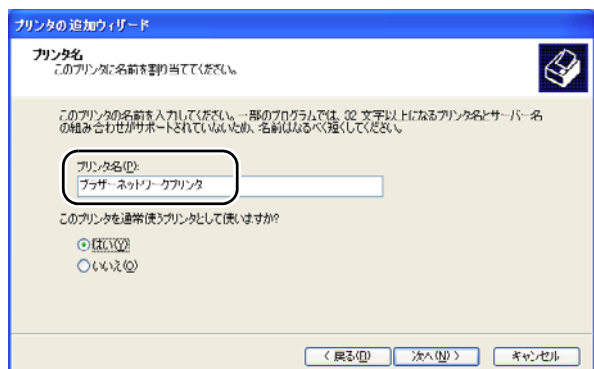 プリンタの追加ウィザード
プリンタ名
このプリンタに名前を割り当ててください。
このプリンタの名前を入力してください。一部のプログラムでは、32 文字以上になるプリンタ名とサーバー名
の組み合わせがサポートされていないため、名前はなるべく短くしてください。
プリンタ名(P):
ブラザーネットワークプリンタ
このプリンタを通常使うプリンタとして使いますか?
はい(Y)
いいえ(O)
< 戻る(B)
次へ(N) >
キャンセル